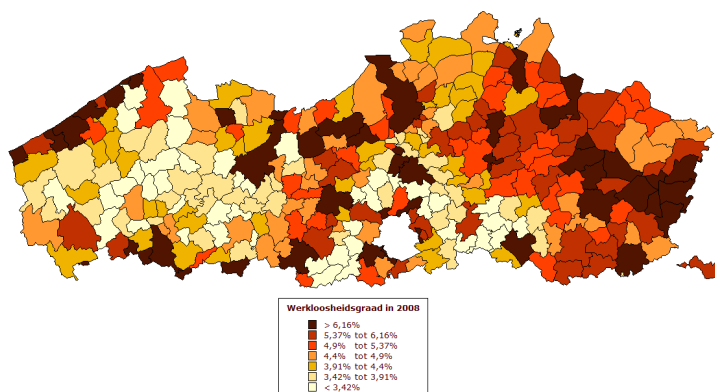 Werkloosheidsgraad in 2008
> 6,16%
5,37% tot 6,16%
4,9% tot 5,37%
4,4% tot 4,9%
3,91% tot 4,4%
3,42% tot 3,91%
< 3,42%